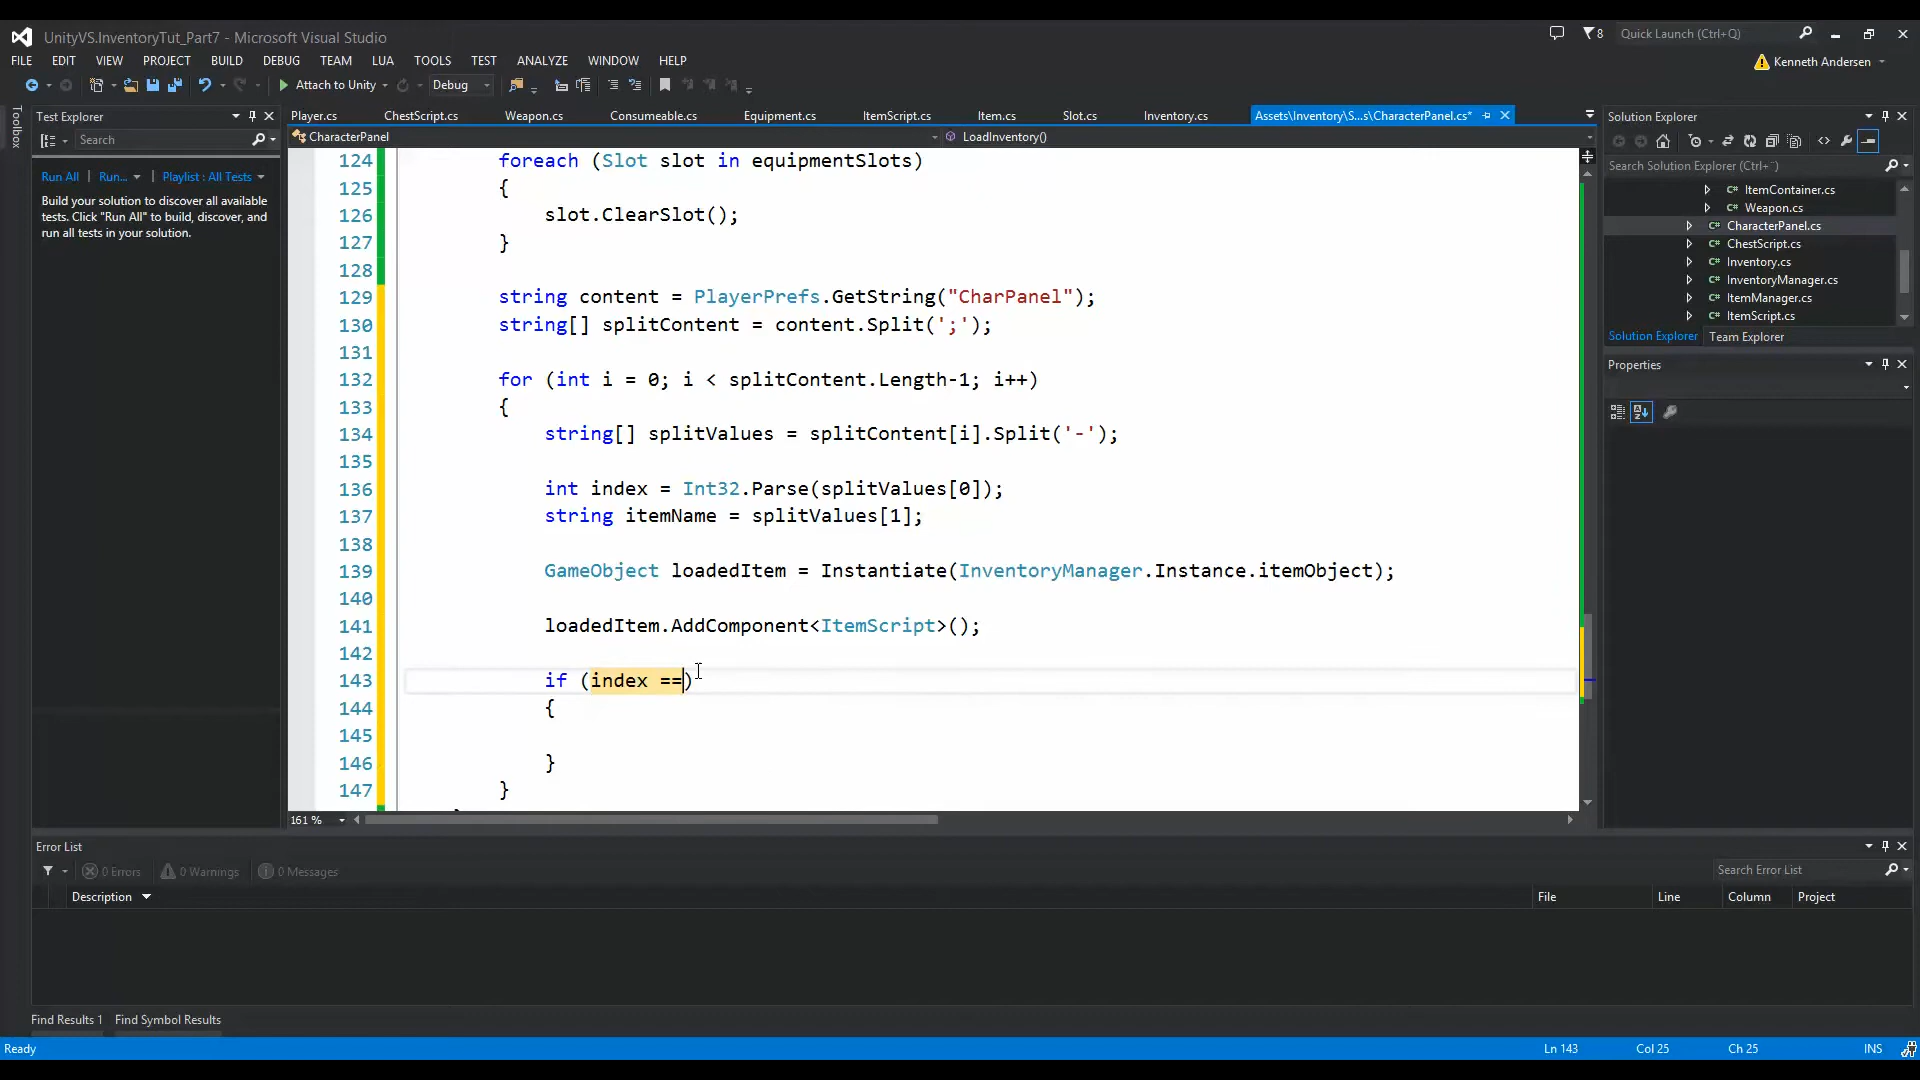 UnityVS.InventoryTut_Part7 - Microsoft Visual Studio
8
Quick Launch (Ctrl+Q)
FILE EDIT VIEW PROJECT BUILD DEBUG TEAM LUA TOOLS TEST ANALYZE WINDOW HELP
Kenneth Andersen
Attach to Unity
Debug
Toolbox
Test Explorer
Search
Run All | Run... | Playlist : All Tests
Build your solution to discover all available
tests. Click "Run All" to build, discover, and
run all tests in your solution.
Player.cs ChestScript.cs Weapon.cs Consumeable.cs Equipment.cs ItemScript.cs Item.cs Slot.cs Inventory.cs Assets\Inventory\S...s\CharacterPanel.cs*
CharacterPanel
LoadInventory()
124 foreach (Slot slot in equipmentSlots)
125 {
126 slot.ClearSlot();
127 }
128
129 string content = PlayerPrefs.GetString("CharPanel");
130 string[] splitContent = content.Split(';');
131
132 for (int i = 0; i < splitContent.Length-1; i++)
133 {
134 string[] splitValues = splitContent[i].Split('-');
135
136 int index = Int32.Parse(splitValues[0]);
137 string itemName = splitValues[1];
138
139 GameObject loadedItem = Instantiate(InventoryManager.Instance.itemObject);
140
141 loadedItem.AddComponent<ItemScript>();
142
143 if (index ==)
144 {
145
146 }
147 }
161 %
Solution Explorer
Search Solution Explorer (Ctrl+¨)
C# ItemContainer.cs
C# Weapon.cs
C# CharacterPanel.cs
C# ChestScript.cs
C# Inventory.cs
C# InventoryManager.cs
C# ItemManager.cs
C# ItemScript.cs
Solution Explorer Team Explorer
Properties
Error List
0 Errors 0 Warnings 0 Messages
Search Error List
Description File Line Column Project
Find Results 1 Find Symbol Results
Ready Ln 143 Col 25 Ch 25 INS